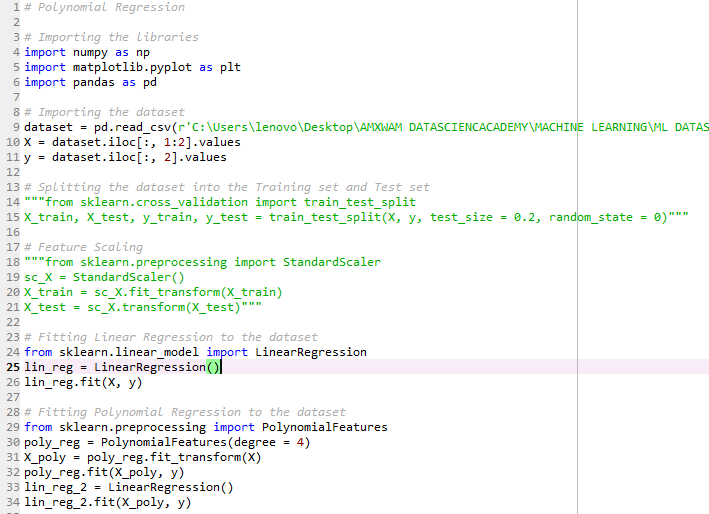 1 # Polynomial Regression
2
3 # Importing the libraries
4 import numpy as np
5 import matplotlib.pyplot as plt
6 import pandas as pd
7
8 # Importing the dataset
9 dataset = pd.read_csv(r'C:\Users\lenovo\Desktop\AMXWAM DATASCIENCACADEMY\MACHINE LEARNING\ML DATAS
10 X = dataset.iloc[:, 1:2].values
11 y = dataset.iloc[:, 2].values
12
13 # Splitting the dataset into the Training set and Test set
14 """from sklearn.cross_validation import train_test_split
15 X_train, X_test, y_train, y_test = train_test_split(X, y, test_size = 0.2, random_state = 0)"""
16
17 # Feature Scaling
18 """from sklearn.preprocessing import StandardScaler
19 sc_X = StandardScaler()
20 X_train = sc_X.fit_transform(X_train)
21 X_test = sc_X.transform(X_test)"""
22
23 # Fitting Linear Regression to the dataset
24 from sklearn.linear_model import LinearRegression
25 lin_reg = LinearRegression()
26 lin_reg.fit(X, y)
27
28 # Fitting Polynomial Regression to the dataset
29 from sklearn.preprocessing import PolynomialFeatures
30 poly_reg = PolynomialFeatures(degree = 4)
31 X_poly = poly_reg.fit_transform(X)
32 poly_reg.fit(X_poly, y)
33 lin_reg_2 = LinearRegression()
34 lin_reg_2.fit(X_poly, y)